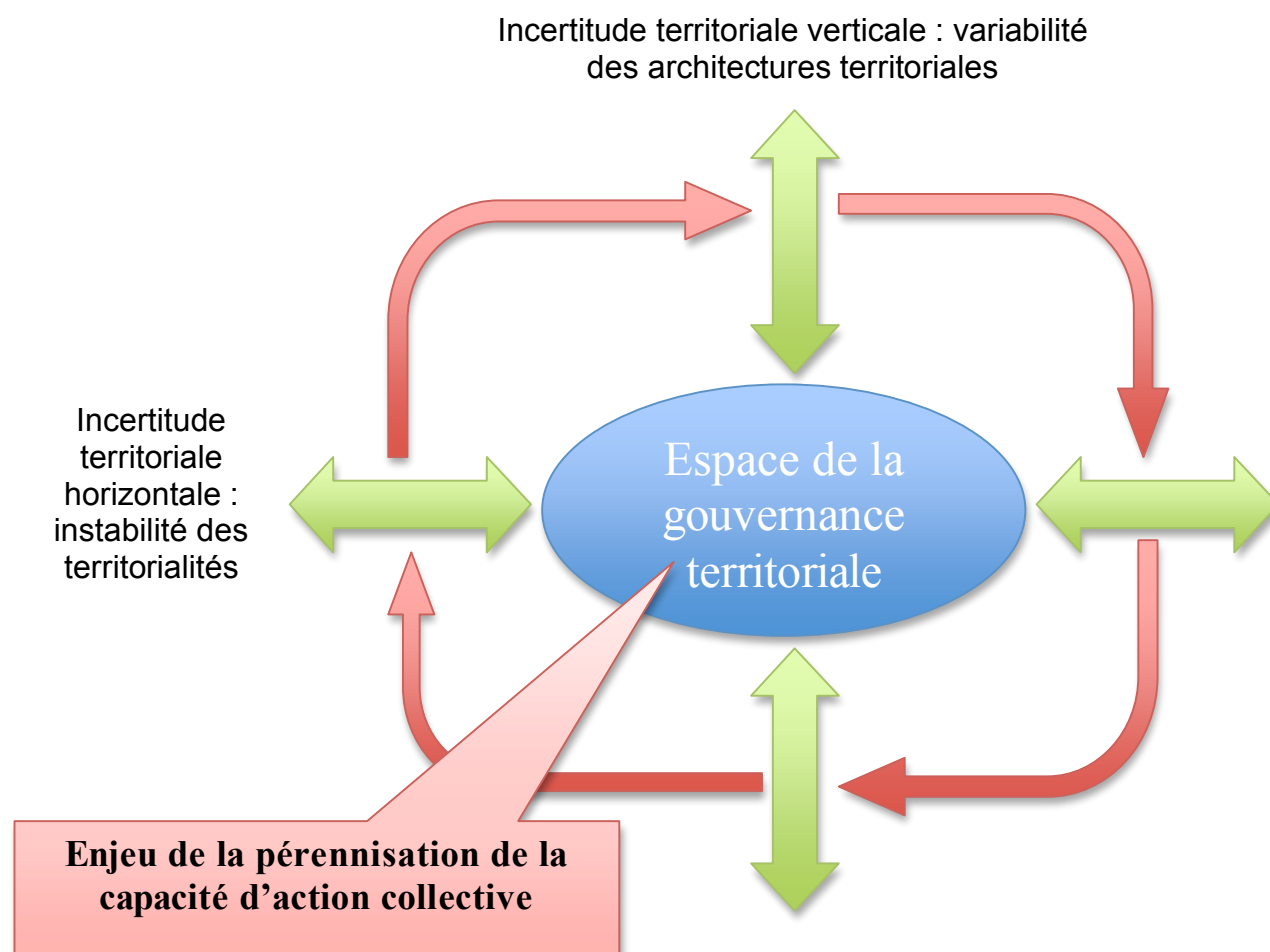 Incertitude territoriale verticale : variabilité
des architectures territoriales
Incertitude
territoriale
horizontale :
instabilité des
territorialités
Espace de la
gouvernance
territoriale
Enjeu de la pérennisation de la
capacité d’action collective